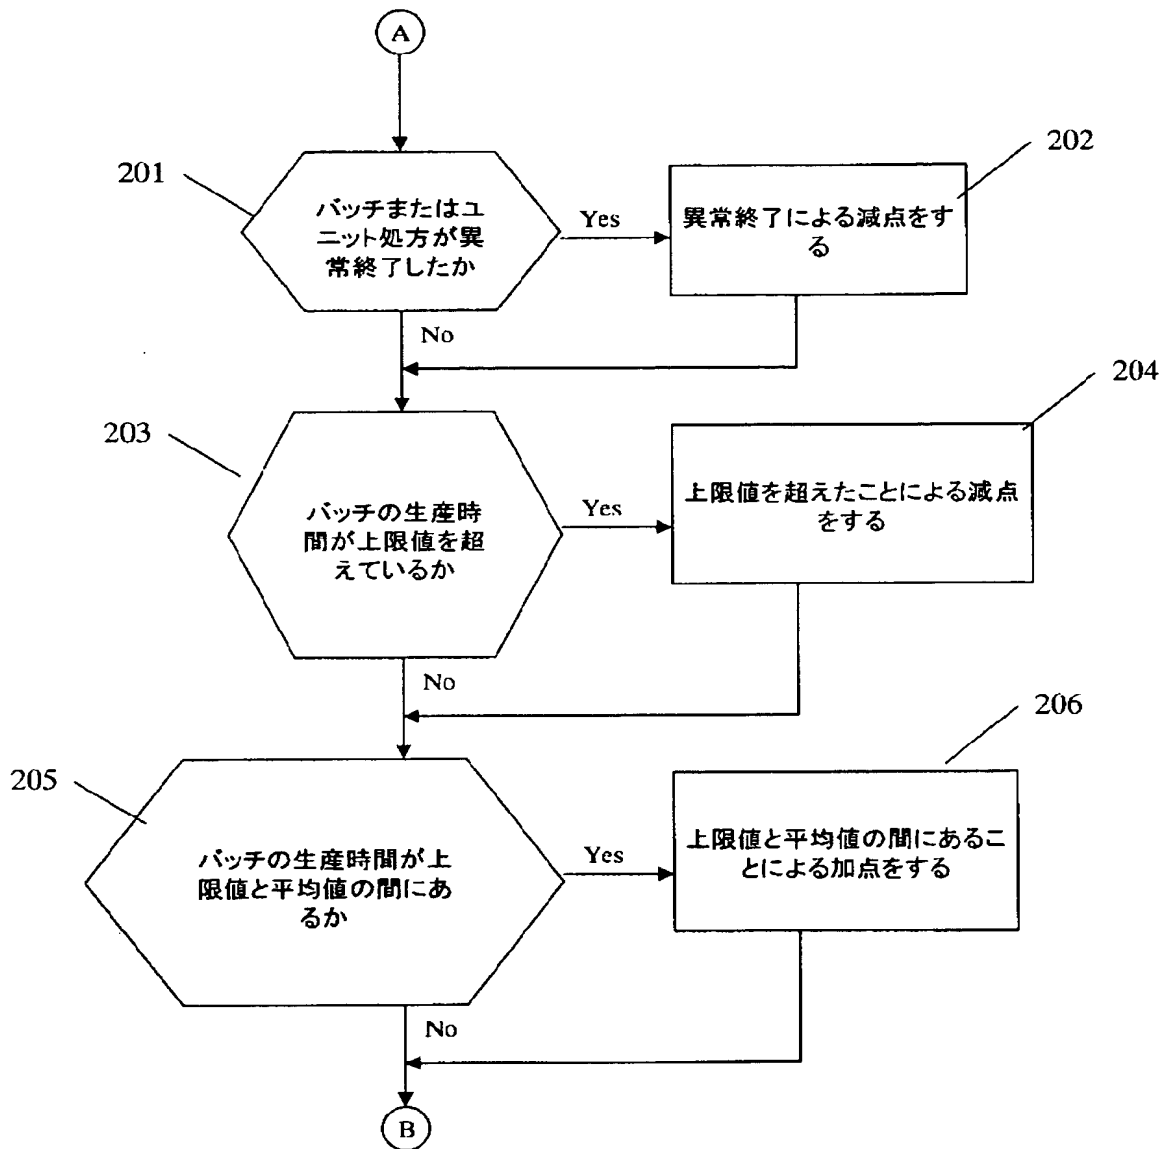 A
201
バッチまたはユ
ニット処方が異
常終了したか
Yes
202
異常終了による減点をす
る
No
203
バッチの生産時
間が上限値を超
えているか
Yes
204
上限値を超えたことによる減点
をする
No
205
バッチの生産時間が上
限値と平均値の間にあ
るか
Yes
206
上限値と平均値の間にあるこ
とによる加点をする
No
B